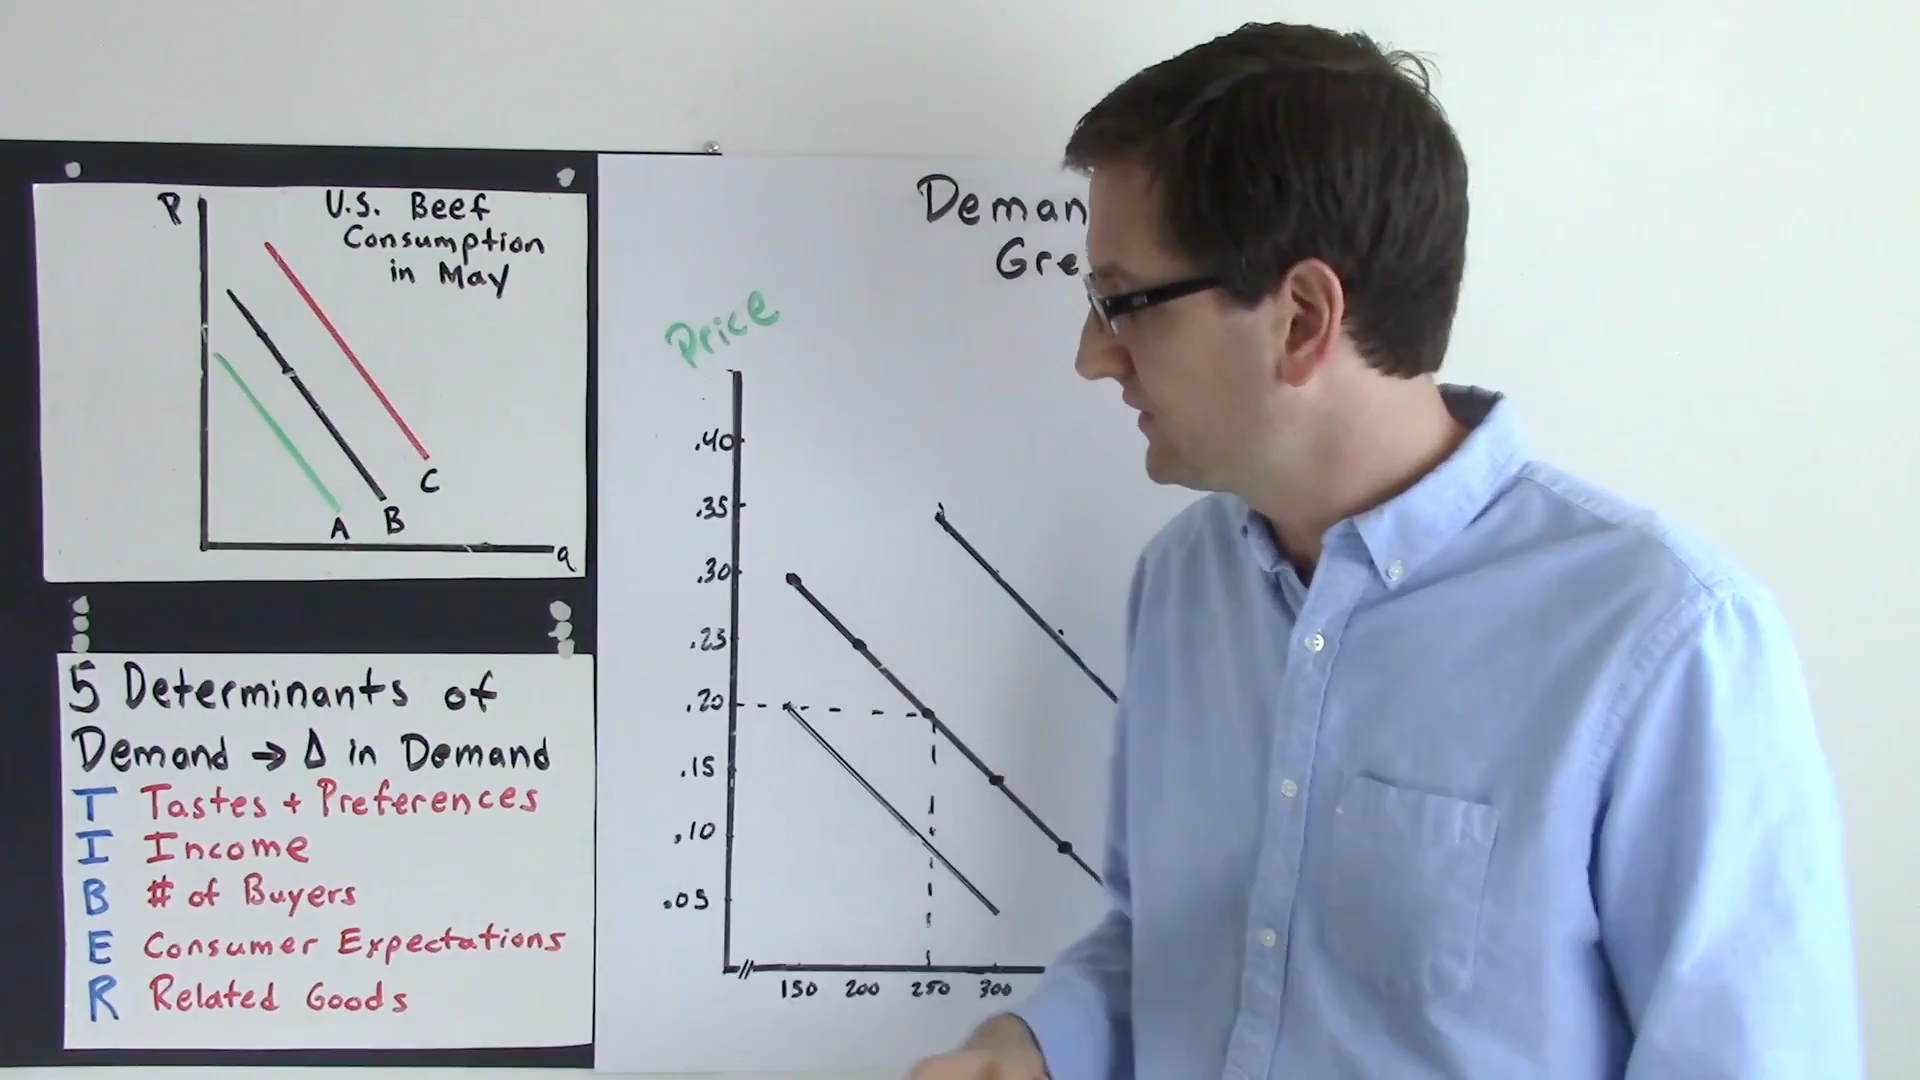 P
U.S. Beef
Consumption
in May
A
B
C
q
5 Determinants of
Demand → Δ in Demand
T Tastes + Preferences
I Income
B # of Buyers
E Consumer Expectations
R Related Goods
Deman
Gre
Price
.40
.35
.30
.25
.20
.15
.10
.05
150 200 250 300